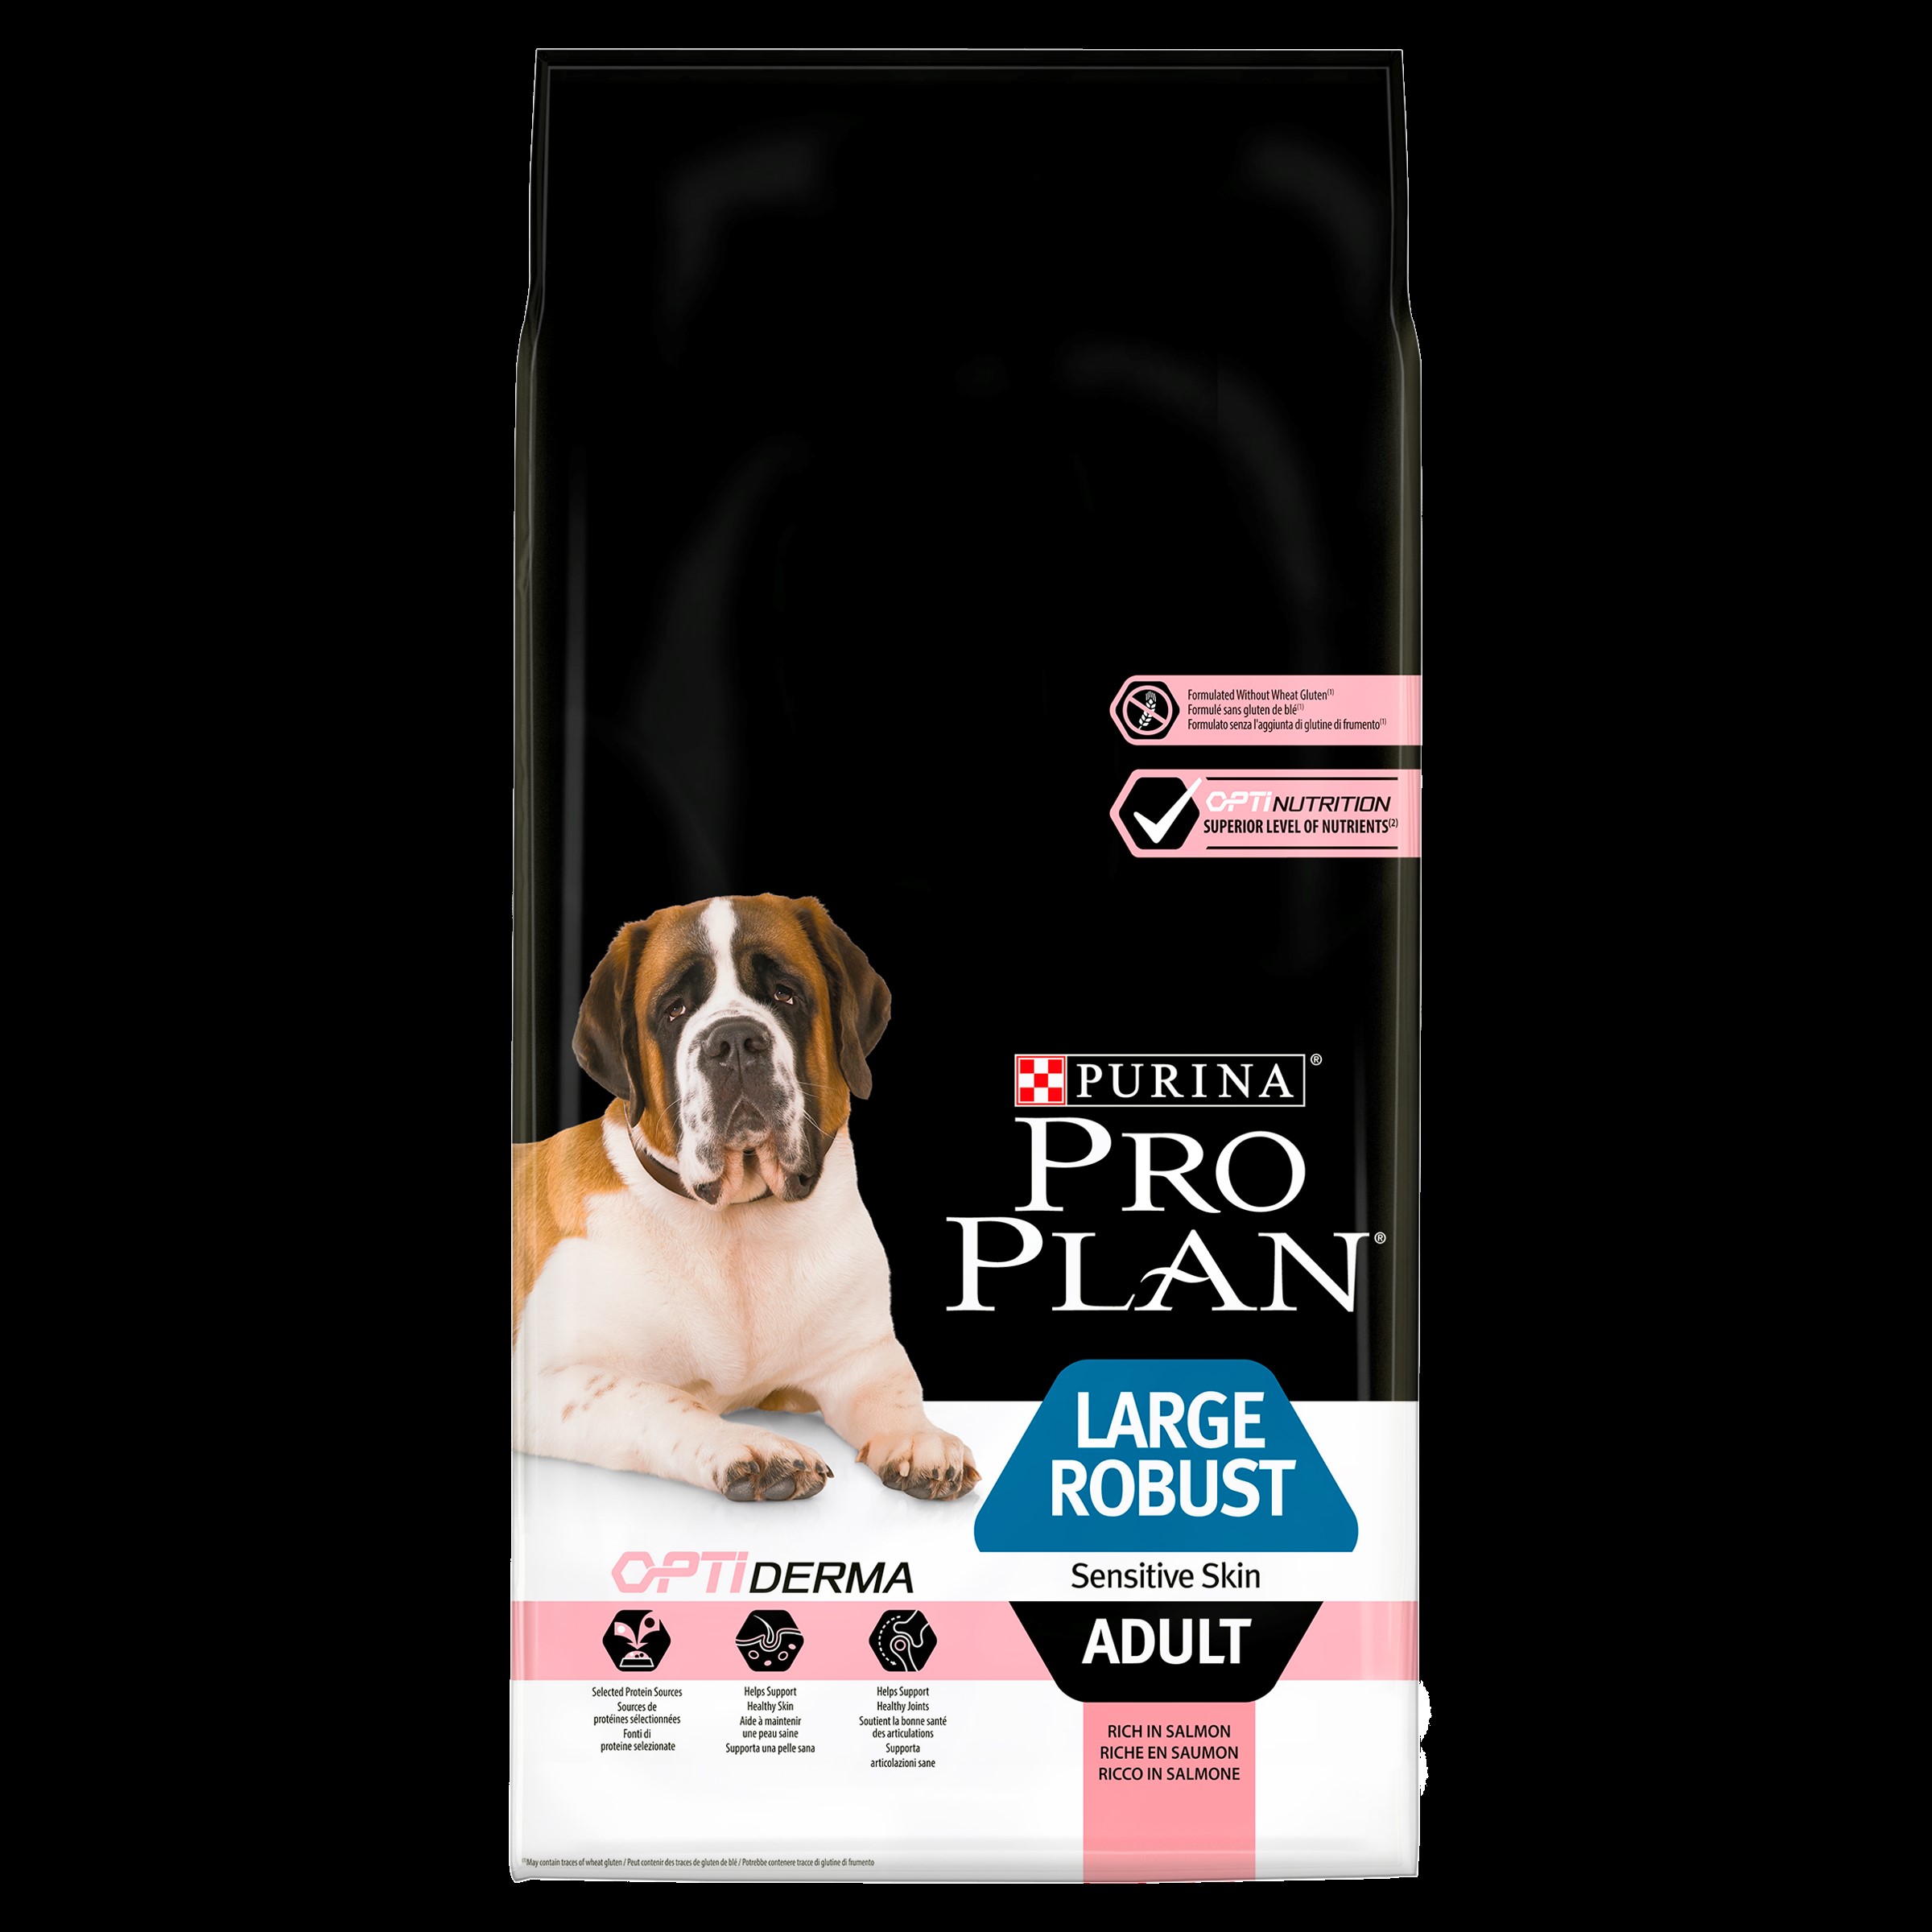 Formulated Without Wheat Gluten(1)
Formulé sans gluten de blé(1)
Formulato senza l'aggiunta di glutine di frumento(1)
OPTINUTRITION
SUPERIOR LEVEL OF NUTRIENTS(2)
PURINA®
PRO
PLAN®
LARGE
ROBUST
Sensitive Skin
ADULT
RICH IN SALMON
RICHE EN SAUMON
RICCO IN SALMONE
OPTIDERMA
Selected Protein Sources
Sources de
protéines sélectionnées
Fonti di
proteine selezionate
Helps Support
Healthy Skin
Aide à maintenir
une peau saine
Supporta una pelle sana
Helps Support
Healthy Joints
Soutient la bonne santé
des articulations
Supporta
articolazioni sane
(1)May contain traces of wheat gluten / Peut contenir des traces de gluten de blé / Potrebbe contenere tracce di glutine di frumento